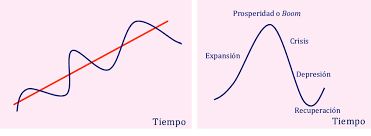 Tiempo
Prosperidad o Boom
Crisis
Expansión
Depresión
Recuperación
Tiempo